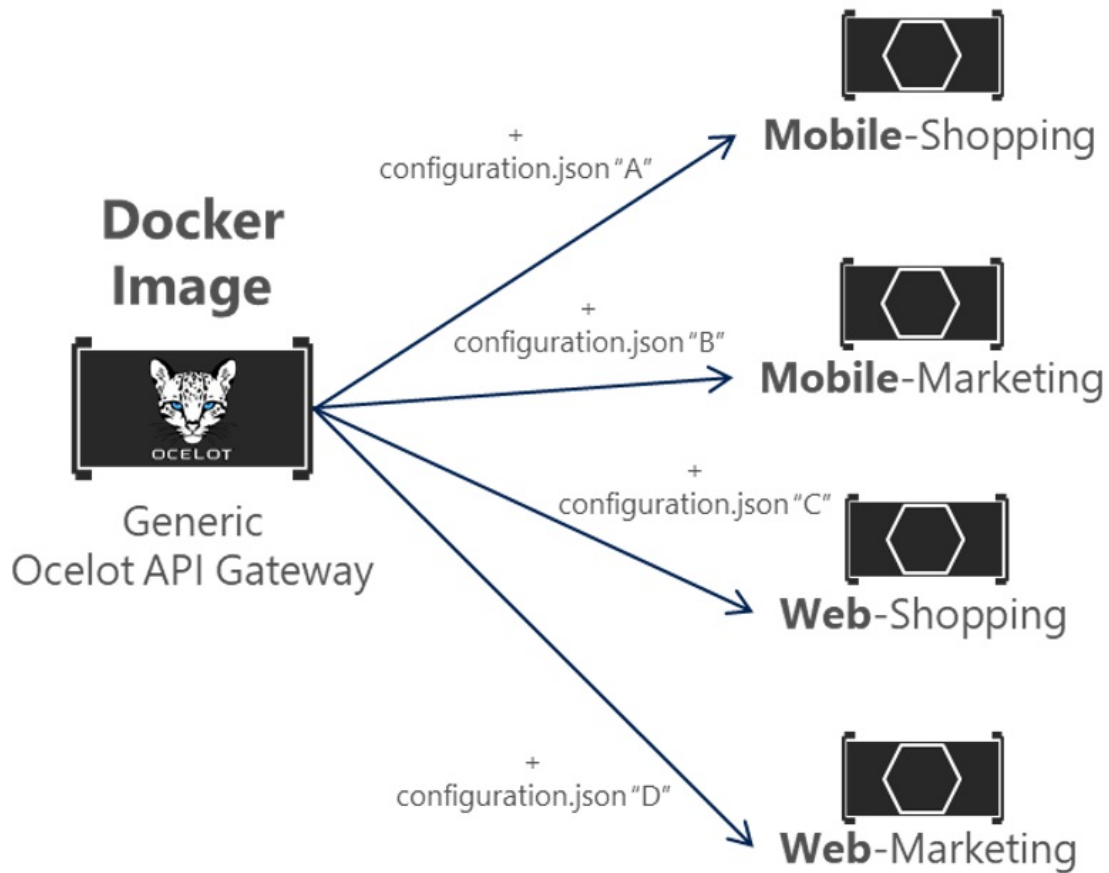 Docker
Image
OCELOT
Generic
Ocelot API Gateway
+
configuration.json “A”
+
configuration.json “B”
+
configuration.json “C”
+
configuration.json “D”
Mobile-Shopping
Mobile-Marketing
Web-Shopping
Web-Marketing